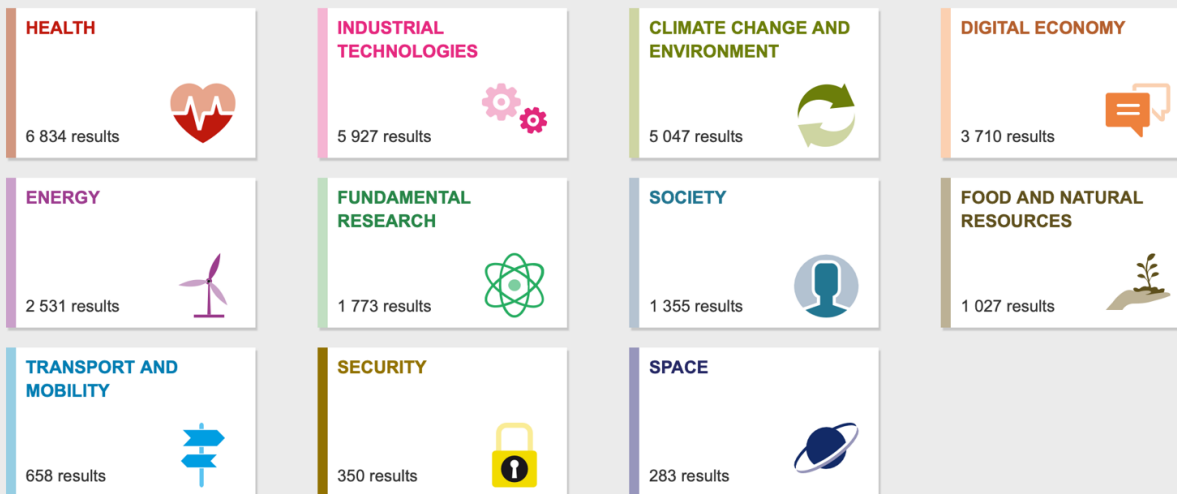 HEALTH
6 834 results
INDUSTRIAL
TECHNOLOGIES
5 927 results
CLIMATE CHANGE AND
ENVIRONMENT
5 047 results
DIGITAL ECONOMY
3 710 results
ENERGY
2 531 results
FUNDAMENTAL
RESEARCH
1 773 results
SOCIETY
1 355 results
FOOD AND NATURAL
RESOURCES
1 027 results
TRANSPORT AND
MOBILITY
658 results
SECURITY
350 results
SPACE
283 results